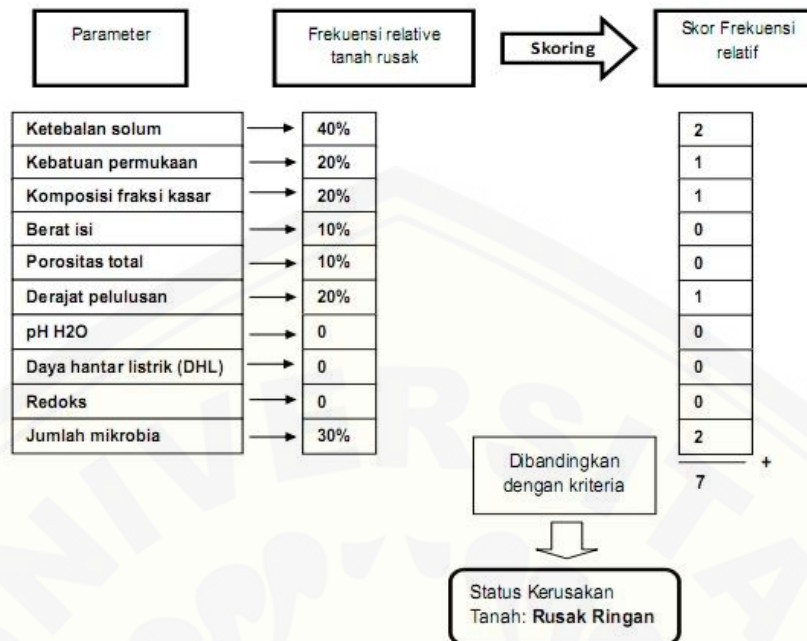 Parameter
Frekuensi relative
tanah rusak
Skoring
Skor Frekuensi
relatif
Ketebalan solum 40% 2
Kebatuan permukaan 20% 1
Komposisi fraksi kasar 20% 1
Berat isi 10% 0
Porositas total 10% 0
Derajat pelulusan 20% 1
pH H2O 0 0
Daya hantar listrik (DHL) 0 0
Redoks 0 0
Jumlah mikrobia 30% 2
+
7
Dibandingkan
dengan kriteria
Status Kerusakan
Tanah: Rusak Ringan
NIVERSITA